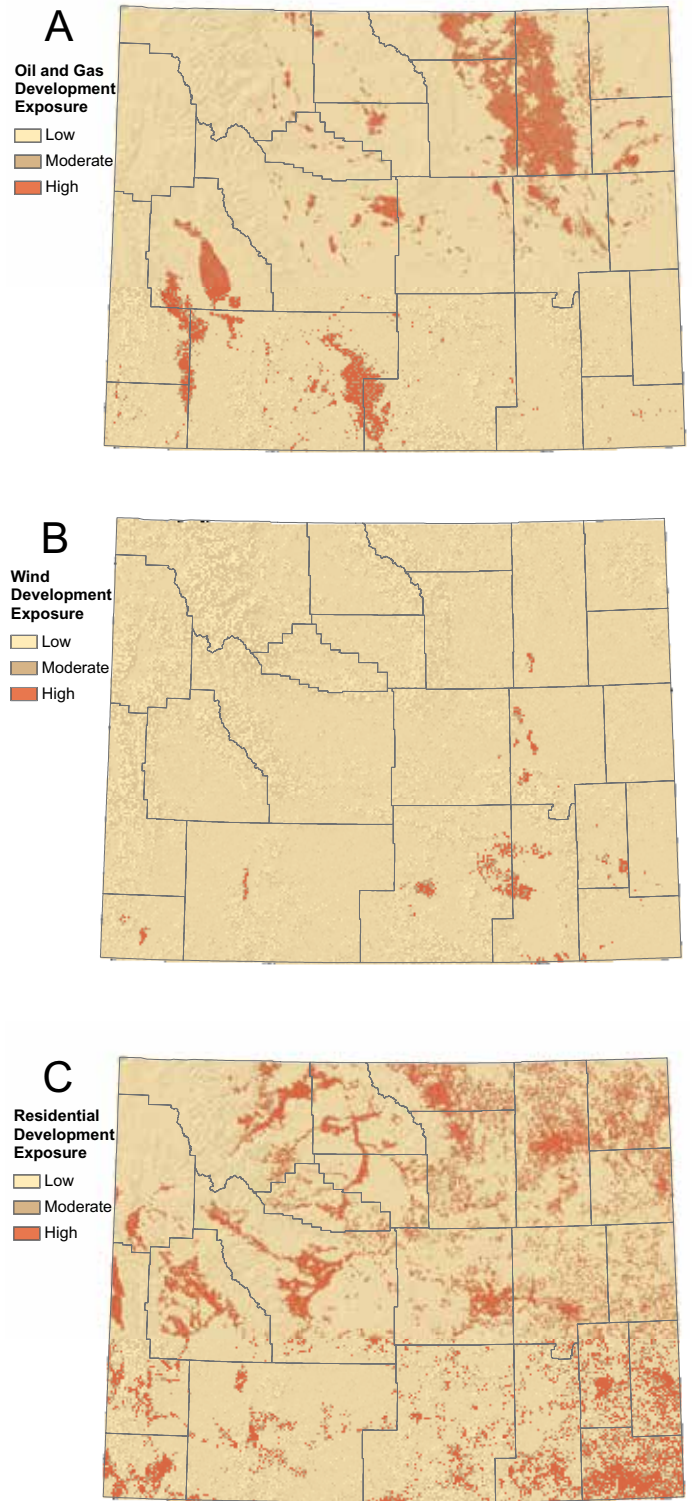 A
Oil and Gas
Development
Exposure
Low
Moderate
High
B
Wind
Development
Exposure
Low
Moderate
High
C
Residential
Development
Exposure
Low
Moderate
High